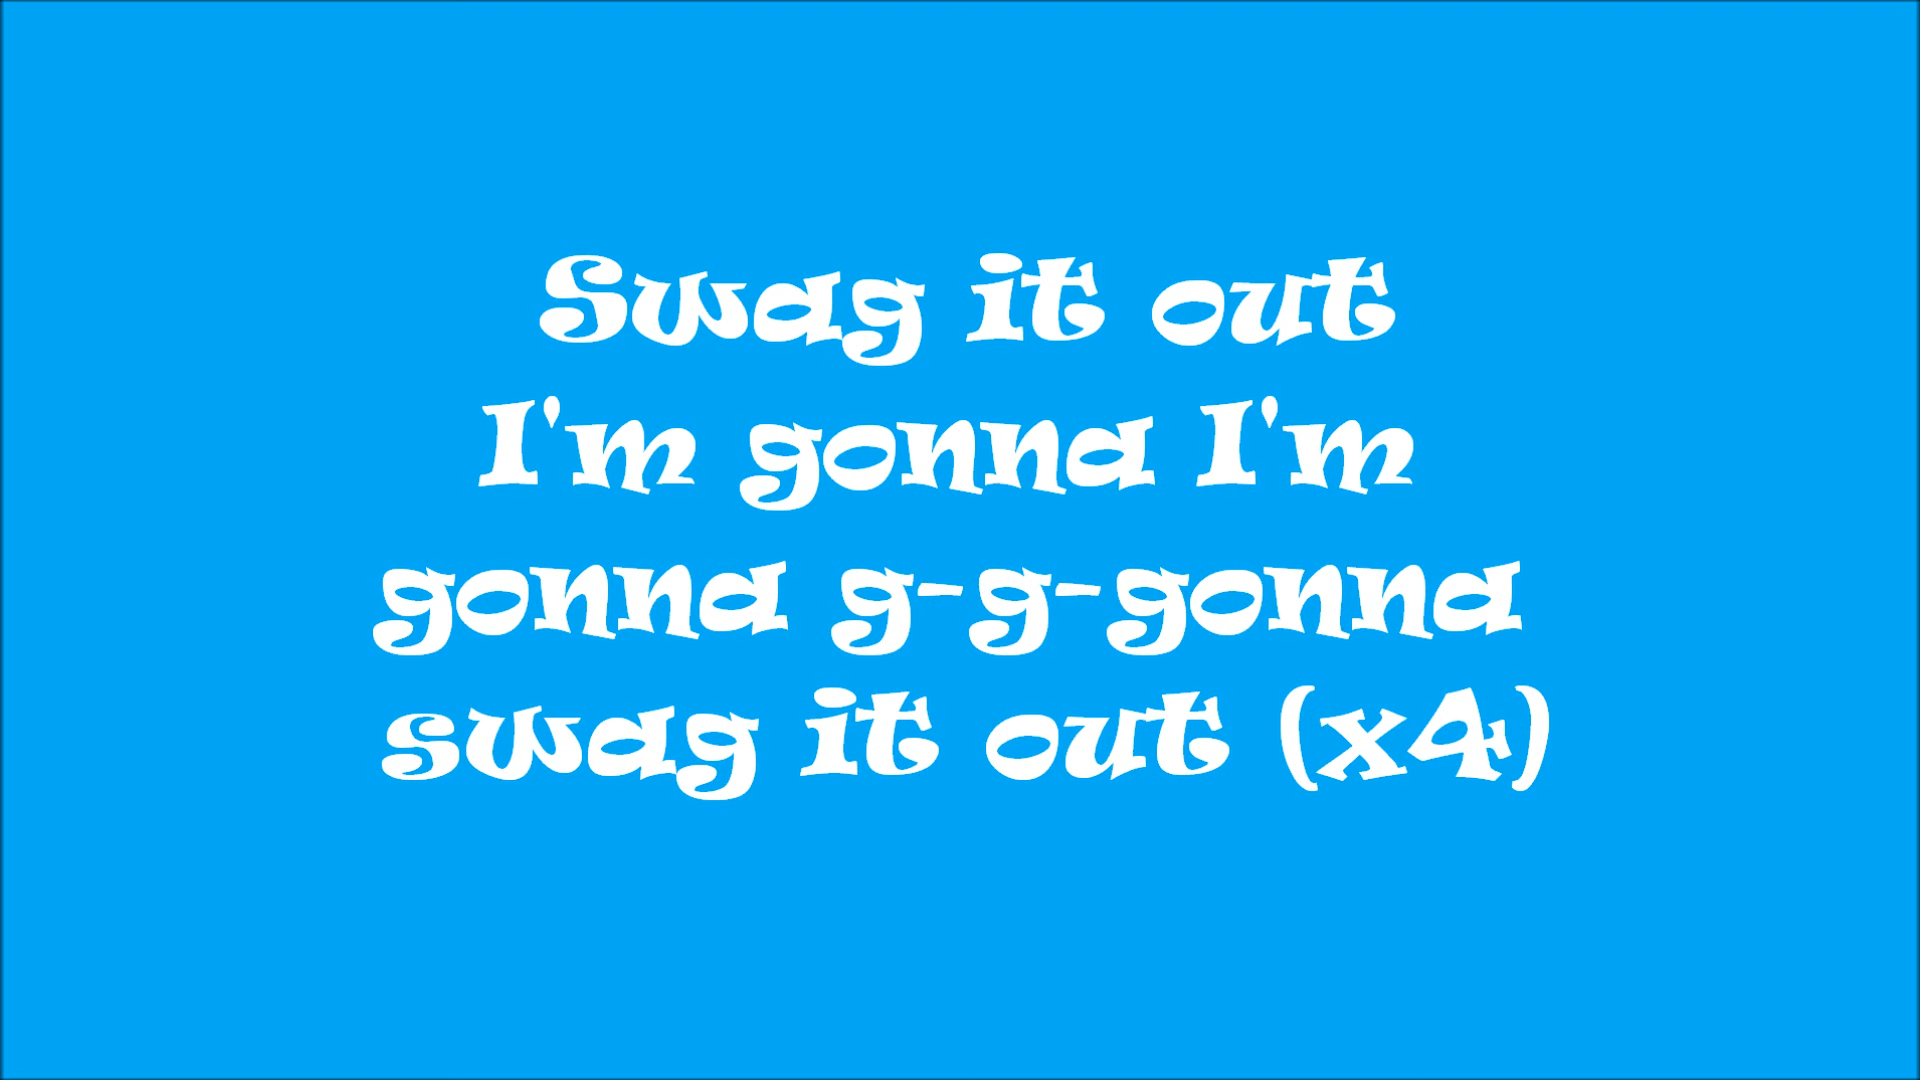 Swag it out
I'm gonna I'm
gonna g-g-gonna
swag it out (x4)